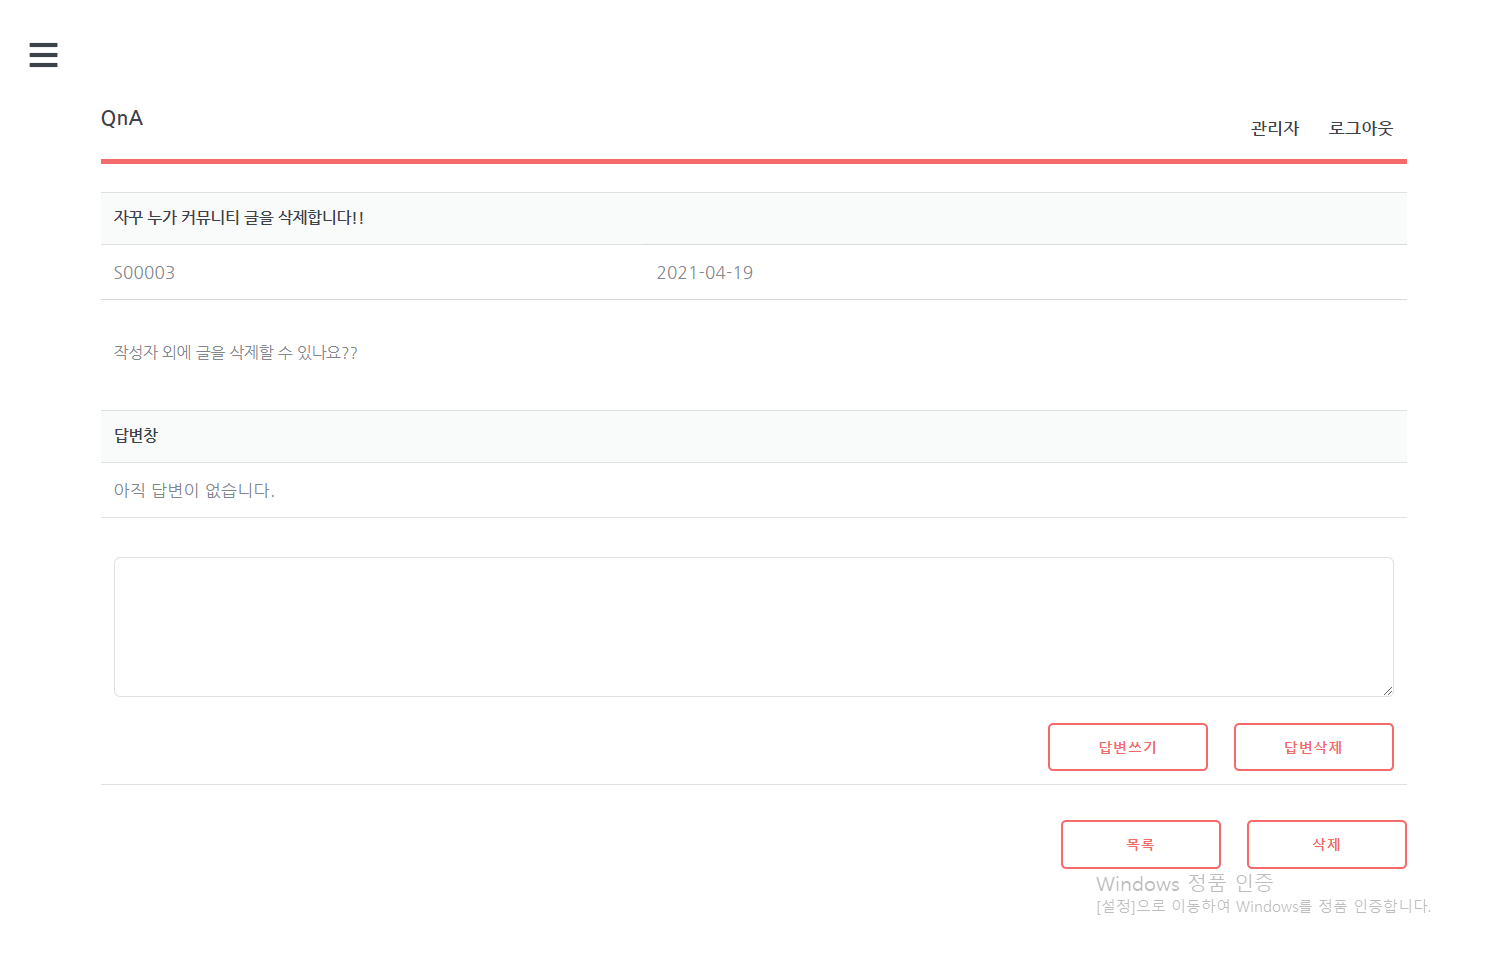 QnA
관리자 로그아웃
자꾸 누가 커뮤니티 글을 삭제합니다!!
S00003 2021-04-19
작성자 외에 글을 삭제할 수 있나요??
답변창
아직 답변이 없습니다.
답변쓰기 답변삭제
목록 삭제
Windows 정품 인증
[설정]으로 이동하여 Windows를 정품 인증합니다.